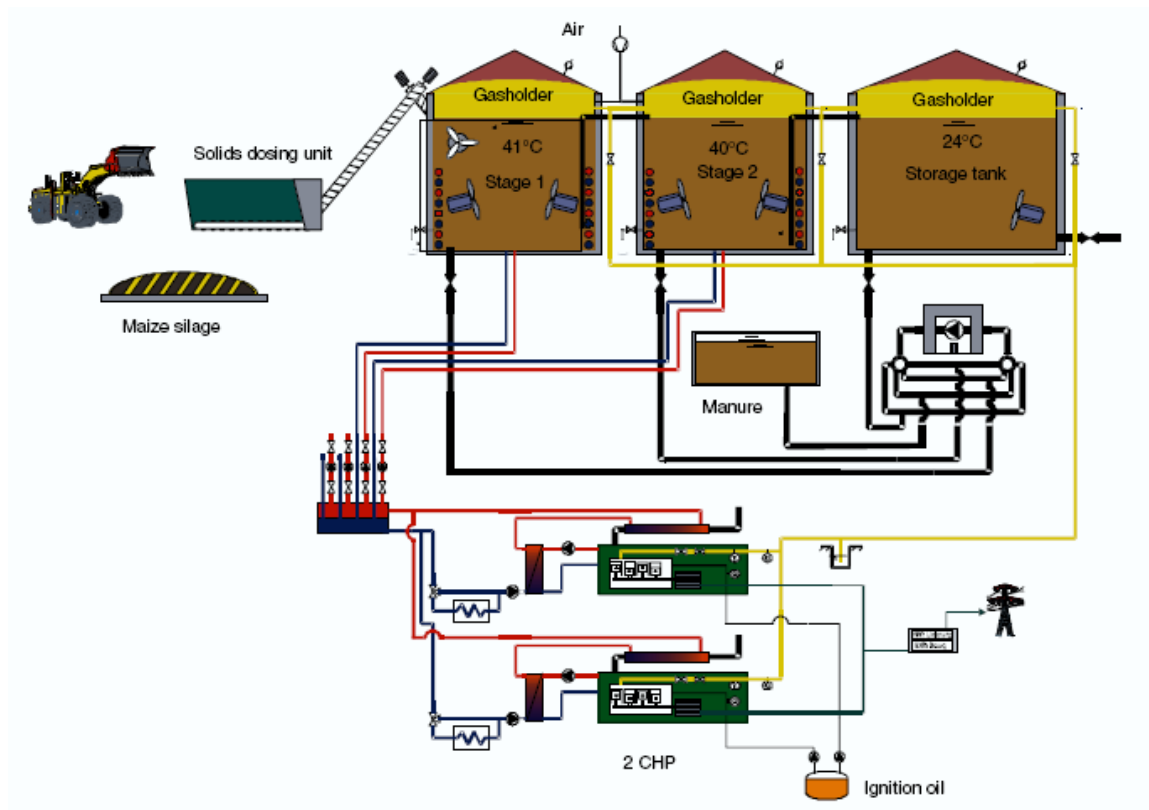 Air
Gasholder
Gasholder
Gasholder
41°C
40°C
24°C
Solids dosing unit
Stage 1
Stage 2
Storage tank
Maize silage
Manure
2 CHP
Ignition oil